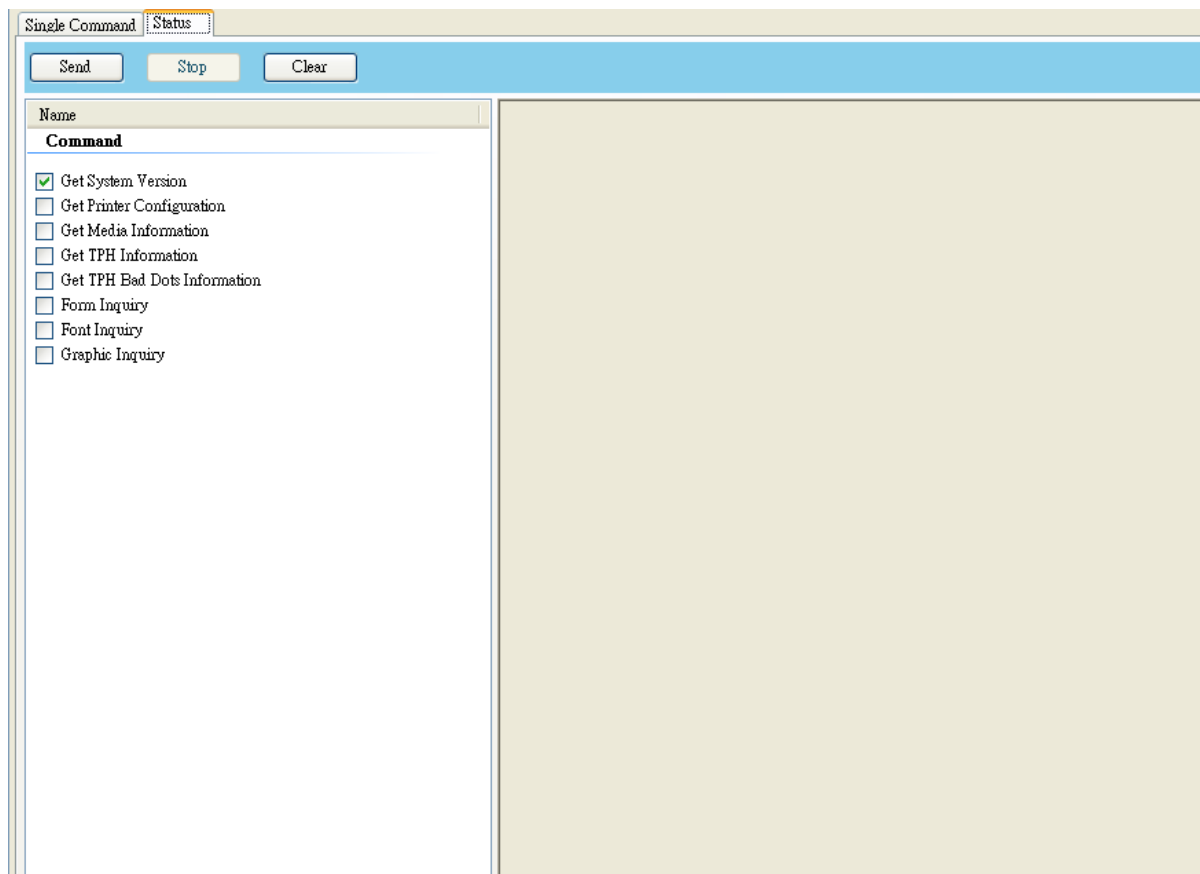 Single Command Status
Send Stop Clear
Name
Command
Get System Version
Get Printer Configuration
Get Media Information
Get TPH Information
Get TPH Bad Dots Information
Form Inquiry
Font Inquiry
Graphic Inquiry